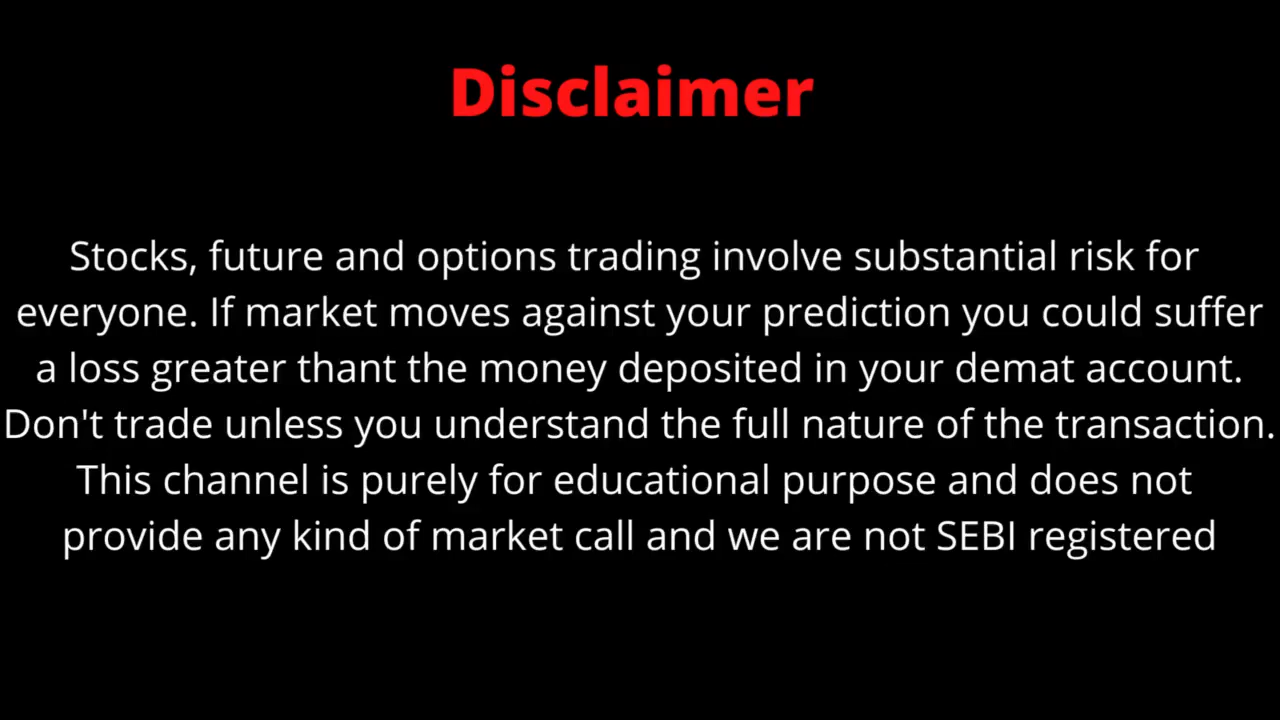 Disclaimer
Stocks, future and options trading involve substantial risk for
everyone. If market moves against your prediction you could suffer
a loss greater thant the money deposited in your demat account.
Don't trade unless you understand the full nature of the transaction.
This channel is purely for educational purpose and does not
provide any kind of market call and we are not SEBI registered